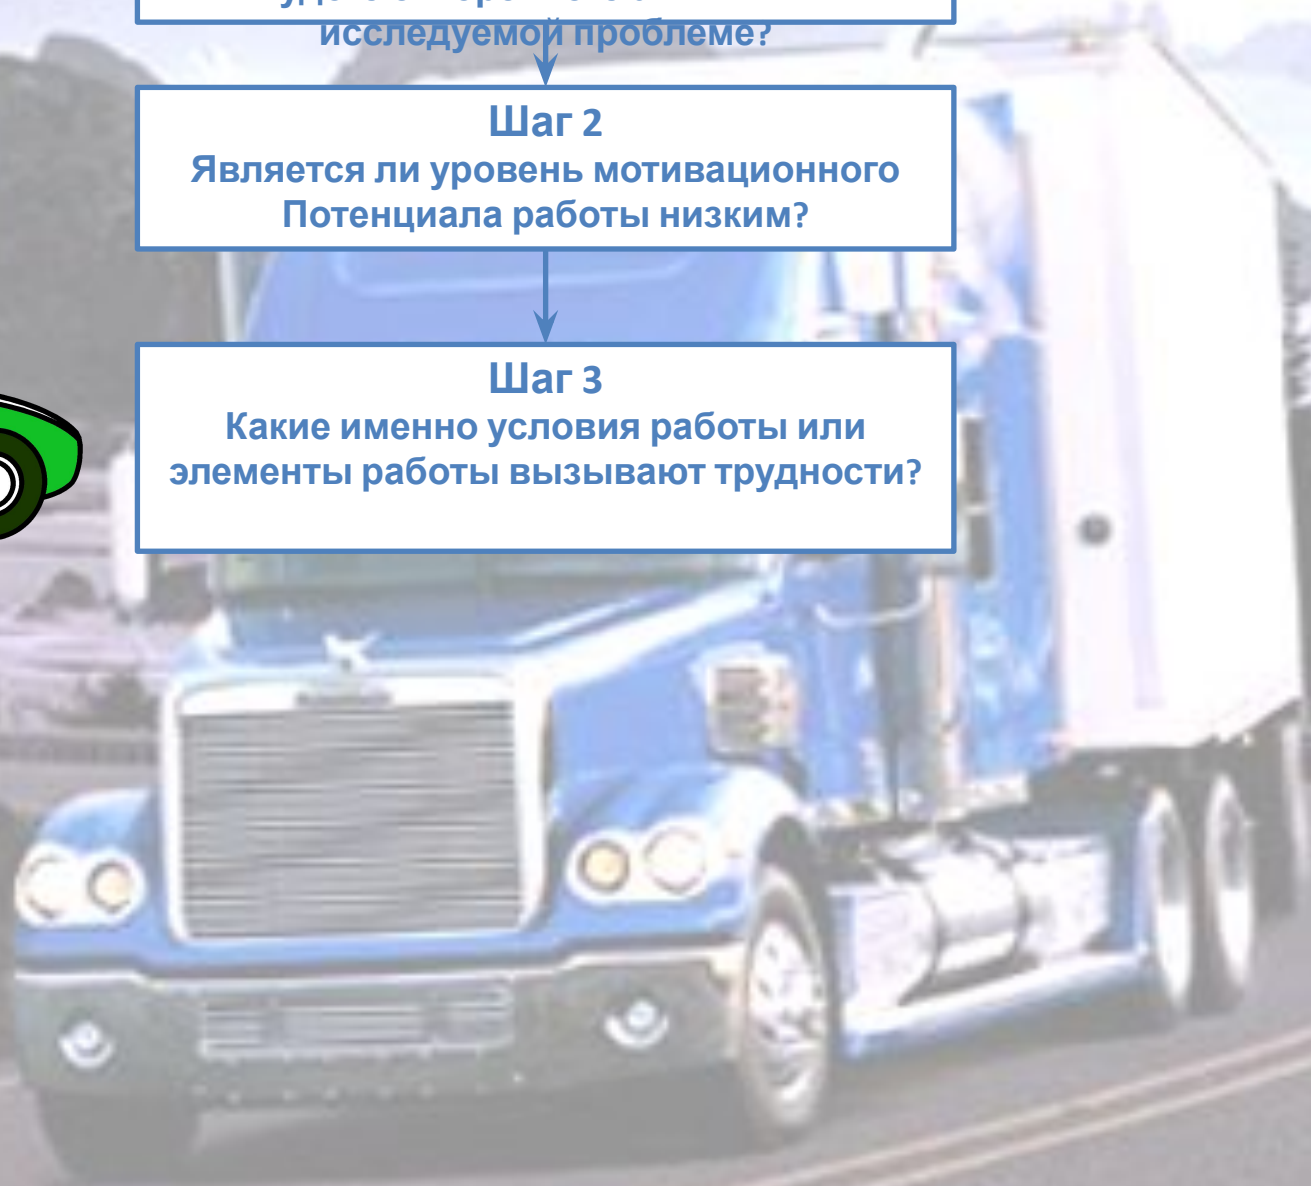 исследуемой проблеме?
Шаг 2
Является ли уровень мотивационного
Потенциала работы низким?
Шаг 3
Какие именно условия работы или
элементы работы вызывают трудности?